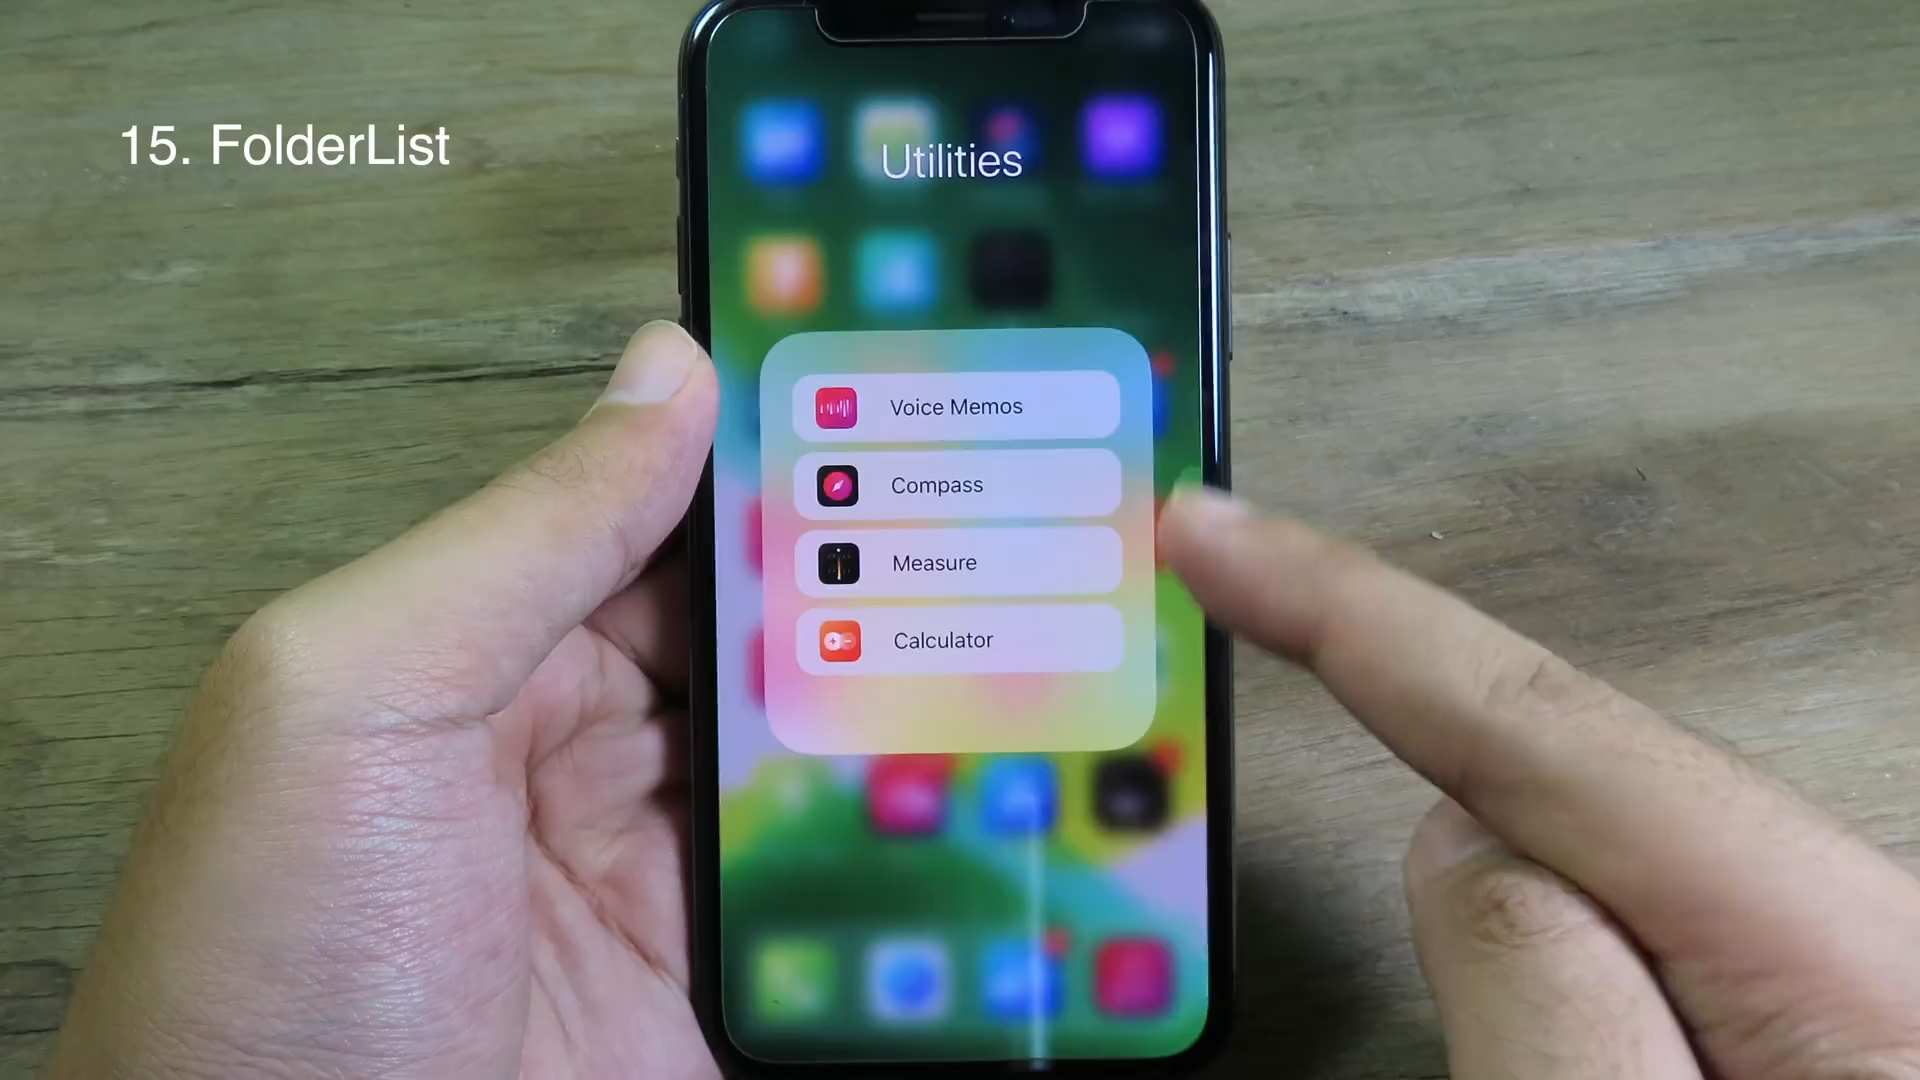 15. FolderList
Utilities
Voice Memos
Compass
Measure
Calculator